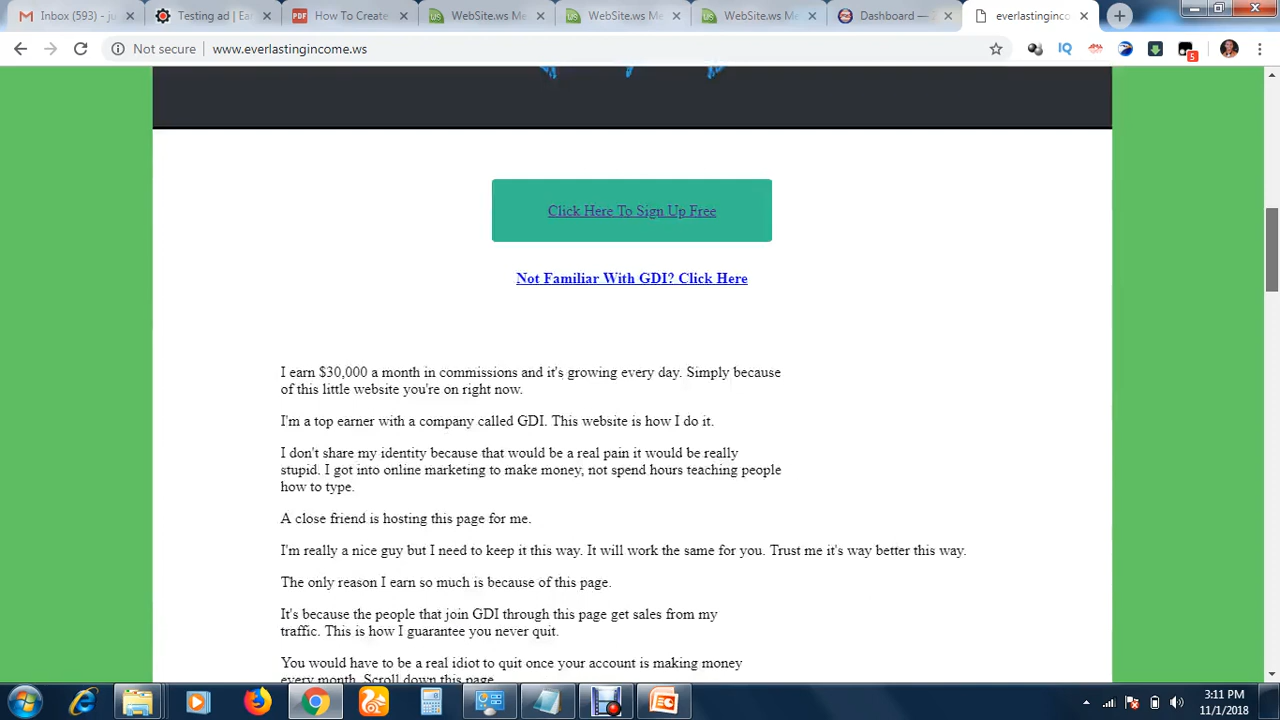 Inbox (593) - ju
Testing ad | Ea
How To Create
WebSite.ws Me
WebSite.ws Me
WebSite.ws Me
Dashboard —
everlastinginco
Not secure
www.everlastingincome.ws
IQ
5
Click Here To Sign Up Free
Not Familiar With GDI? Click Here
I earn $30,000 a month in commissions and it's growing every day. Simply because
of this little website you're on right now.
I'm a top earner with a company called GDI. This website is how I do it.
I don't share my identity because that would be a real pain it would be really
stupid. I got into online marketing to make money, not spend hours teaching people
how to type.
A close friend is hosting this page for me.
I'm really a nice guy but I need to keep it this way. It will work the same for you. Trust me it's way better this way.
The only reason I earn so much is because of this page.
It's because the people that join GDI through this page get sales from my
traffic. This is how I guarantee you never quit.
You would have to be a real idiot to quit once your account is making money
every month. Scroll down this page
3:11 PM
11/1/2018